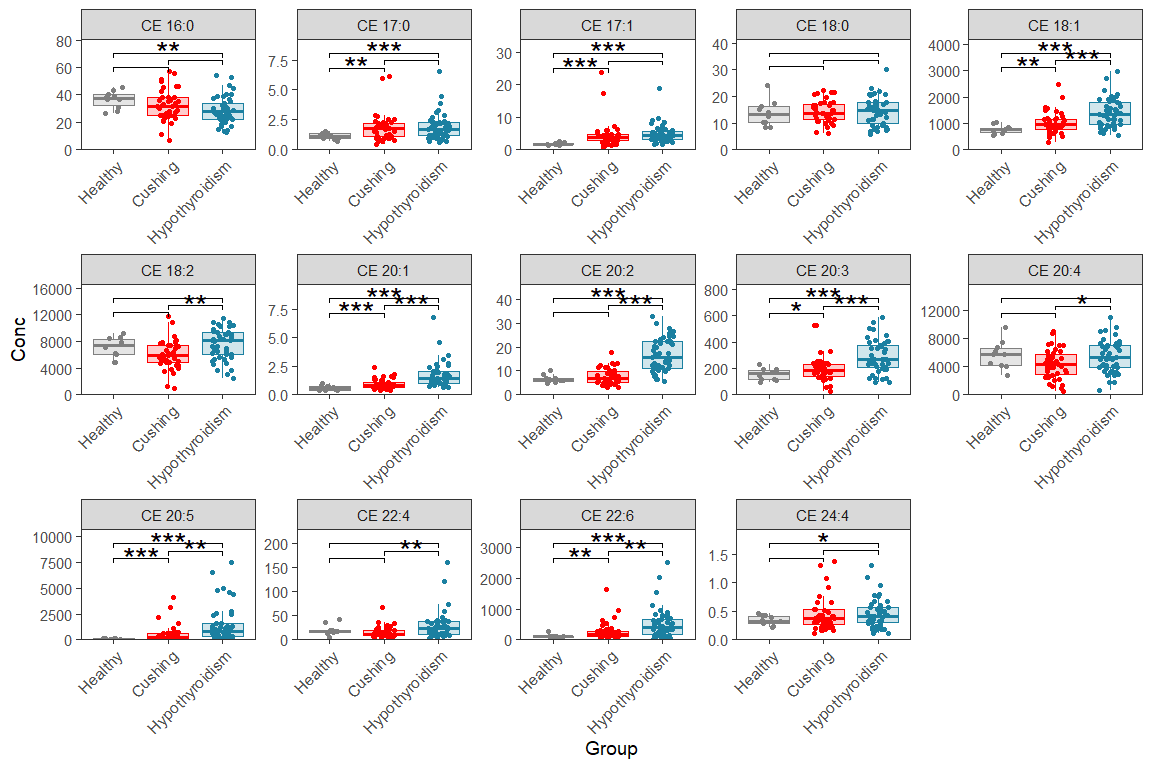 CE 16:0 CE 17:0 CE 17:1 CE 18:0 CE 18:1
80 60 40 20 0
** 
7.5 5.0 2.5 0.0
*** **
30 20 10 0
*** ***
40 30 20 10 0
4000 3000 2000 1000 0
*** ** ***
Healthy Cushing Hypothyroidism Healthy Cushing Hypothyroidism Healthy Cushing Hypothyroidism Healthy Cushing Hypothyroidism Healthy Cushing Hypothyroidism
Conc
CE 18:2 CE 20:1 CE 20:2 CE 20:3 CE 20:4
16000 12000 8000 4000 0
**
7.5 5.0 2.5 0.0
*** *** ***
40 30 20 10 0
*** ***
800 600 400 200 0
*** * ***
12000 8000 4000 0
*
Healthy Cushing Hypothyroidism Healthy Cushing Hypothyroidism Healthy Cushing Hypothyroidism Healthy Cushing Hypothyroidism Healthy Cushing Hypothyroidism
CE 20:5 CE 22:4 CE 22:6 CE 24:4
10000 7500 5000 2500 0
*** *** **
200 150 100 50 0
**
3000 2000 1000 0
*** ** **
1.5 1.0 0.5 0.0
*
Healthy Cushing Hypothyroidism Healthy Cushing Hypothyroidism Healthy Cushing Hypothyroidism Healthy Cushing Hypothyroidism
Group